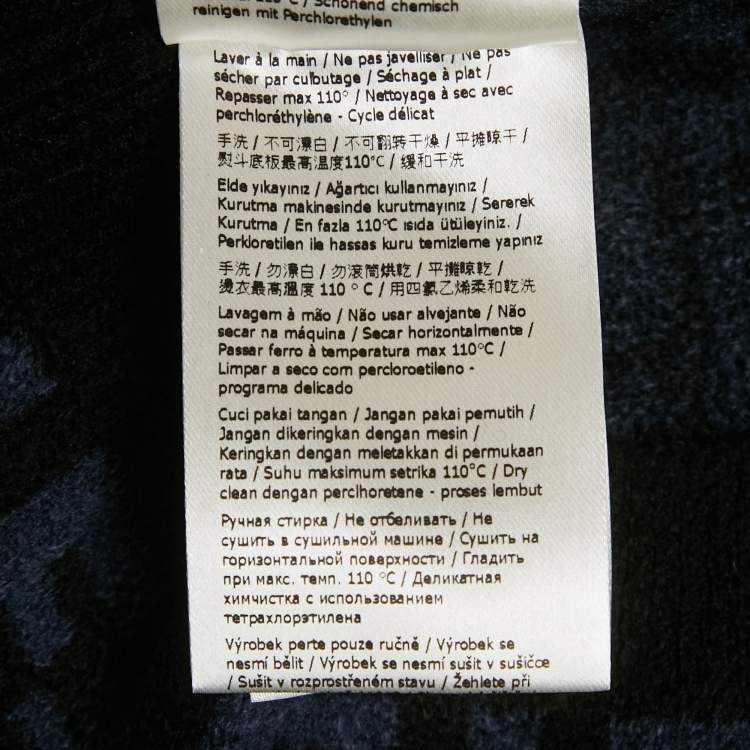 / Schonend chemisch
reinigen mit Perchlorethylen
Laver à la main / Ne pas javelliser / Ne pas
sécher par culbutage / Séchage à plat /
Repasser max 110° / Nettoyage à sec avec
perchloréthylène - Cycle délicat
手洗 / 不可漂白 / 不可翻转干燥 / 平摊晾干 /
熨斗底板最高温度110°C / 缓和干洗
Elde yıkayınız / Ağartıcı kullanmayınız /
Kurutma makinesinde kurutmayınız / Sererek
Kurutma / En fazla 110°C ısıda ütüleyiniz. /
Perkloretilen ile hassas kuru temizleme yapınız
手洗 / 勿漂白 / 勿滚筒烘乾 / 平攤晾乾 /
燙衣最高溫度 110 ° C / 用四氯乙烯柔和乾洗
Lavagem à mão / Não usar alvejante / Não
secar na máquina / Secar horizontalmente /
Passar ferro à temperatura max 110°C /
Limpar a seco com percloroetileno -
programa delicado
Cuci pakai tangan / Jangan pakai pemutih /
Jangan dikeringkan dengan mesin /
Keringkan dengan meletakkan di permukaan
rata / Suhu maksimum setrika 110°C / Dry
clean dengan perclhoretene - proses lembut
Ручная стирка / Не отбеливать / Не
сушить в сушильной машине / Сушить на
горизонтальной поверхности / Гладить
при макс. темп. 110 °C / Деликатная
химчистка с использованием
тетрахлорэтилена
Výrobek perte pouze ručně / Výrobek se
nesmí bělit / Výrobek se nesmí sušit v sušičce
/ Sušit v rozprostřeném stavu / Žehlete při